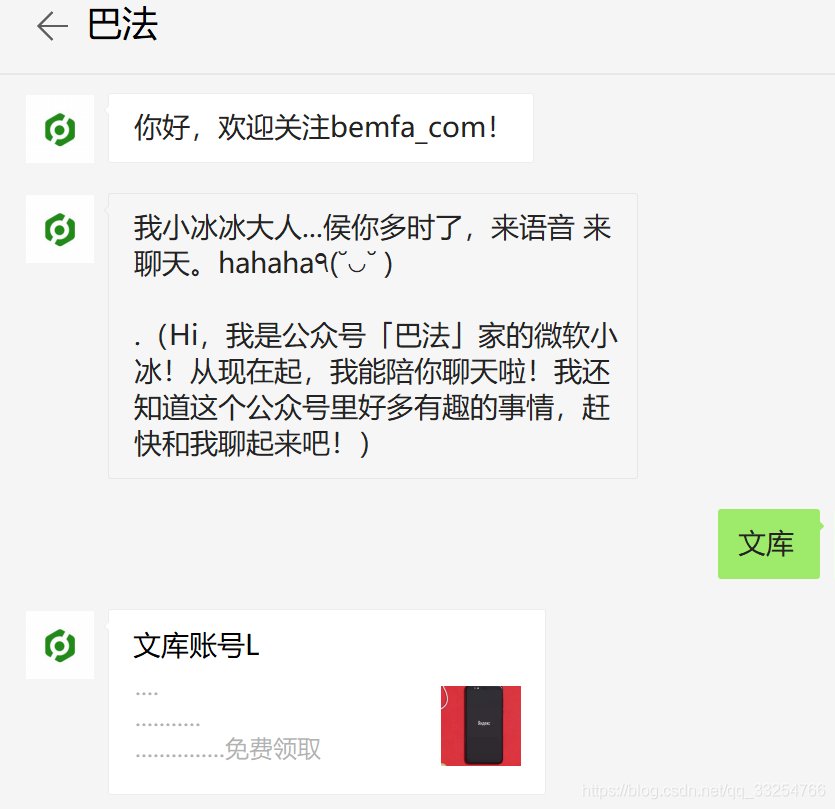 巴法
你好，欢迎关注bemfa_com！
我小冰冰大人...侯你多时了，来语音 来
聊天。hahahaᑫ(˘◡˘ )
.（Hi，我是公众号「巴法」家的微软小
冰！从现在起，我能陪你聊天啦！我还
知道这个公众号里好多有趣的事情，赶
快和我聊起来吧！）
文库
文库账号L
....
...........
...............免费领取
https://blog.csdn.net/qq_33254766